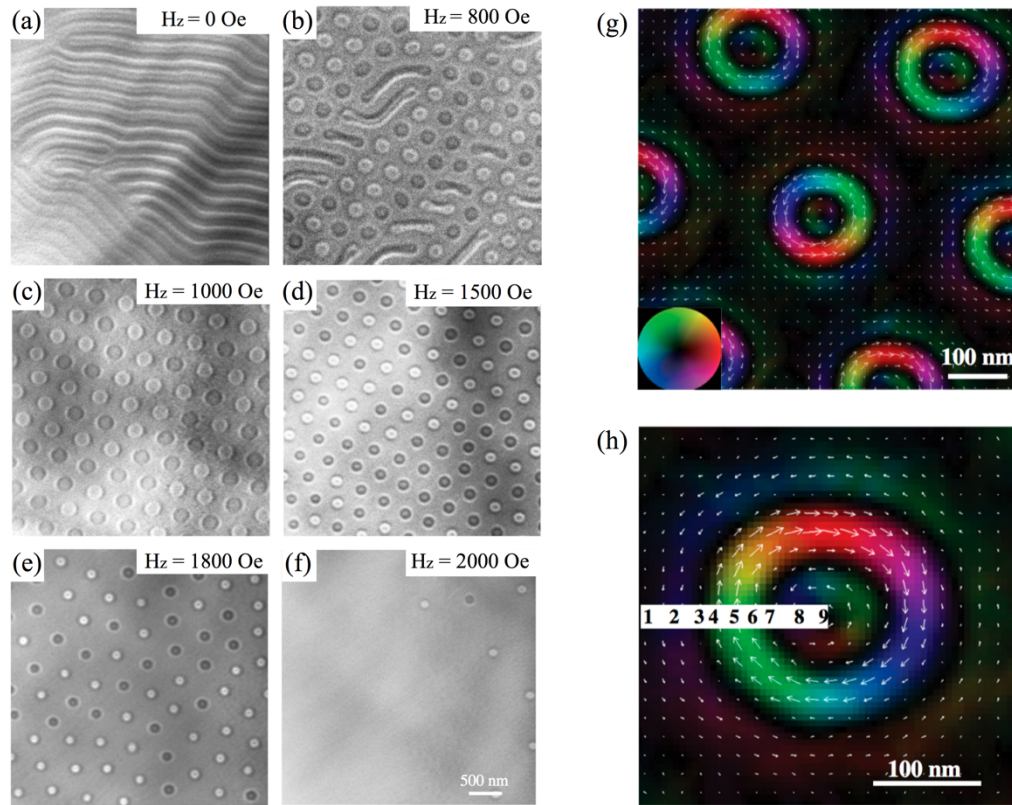 (a) Hz = 0 Oe
(b) Hz = 800 Oe
(c) Hz = 1000 Oe
(d) Hz = 1500 Oe
(e) Hz = 1800 Oe
(f) Hz = 2000 Oe
500 nm
(g)
100 nm
(h)
1 2 3 4 5 6 7 8 9
100 nm